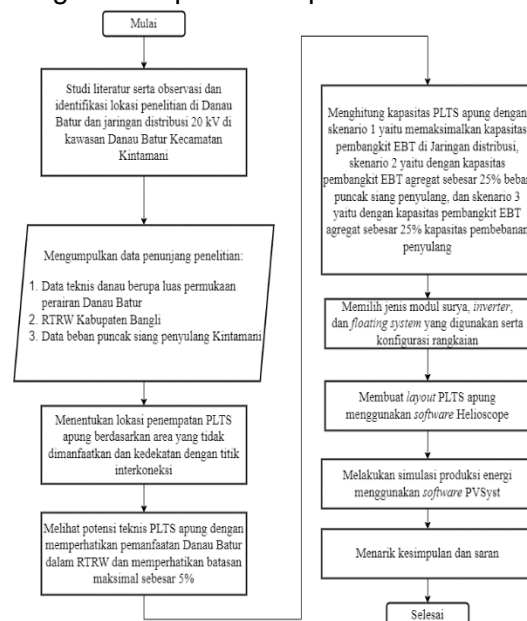 Mulai
Studi literatur serta observasi dan
identifikasi lokasi penelitian di Danau
Batur dan jaringan distribusi 20 kV di
kawasan Danau Batur Kecamatan
Kintamani
Mengumpulkan data penunjang penelitian:
1. Data teknis danau berupa luas permukaan
perairan Danau Batur
2. RTRW Kabupaten Bangli
3. Data beban puncak siang penyulang Kintamani
Menentukan lokasi penempatan PLTS
apung berdasarkan area yang tidak
dimanfaatkan dan kedekatan dengan titik
interkoneksi
Melihat potensi teknis PLTS apung dengan
memperhatikan pemanfaatan Danau Batur
dalam RTRW dan memperhatikan batasan
maksimal sebesar 5%
Menghitung kapasitas PLTS apung dengan
skenario 1 yaitu memaksimalkan kapasitas
pembangkit EBT di Jaringan distribusi,
skenario 2 yaitu dengan kapasitas
pembangkit EBT agregat sebesar 25% beban
puncak siang penyulang, dan skenario 3
yaitu dengan kapasitas pembangkit EBT
agregat sebesar 25% kapasitas pembebanan
penyulang
Memilih jenis modul surya, inverter,
dan floating system yang digunakan serta
konfigurasi rangkaian
Membuat layout PLTS apung
menggunakan software Helioscope
Melakukan simulasi produksi energi
menggunakan software PVSyst
Menarik kesimpulan dan saran
Selesai